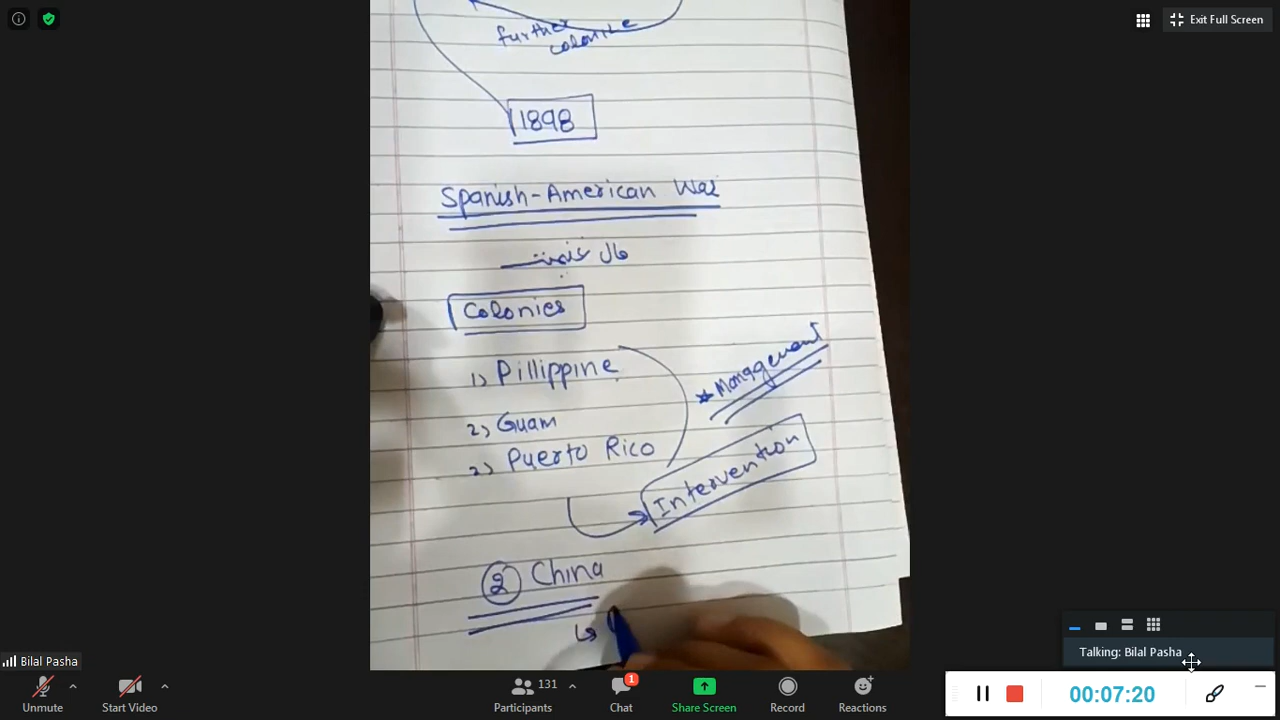 Exit Full Screen
further
colonize
1898
Spanish-American War
مال غنیمت
Colonies
1) Pillippine
2) Guam
2) Puerto Rico
* Management
Intervention
② China
Talking: Bilal Pasha
Bilal Pasha
Unmute
Start Video
131
Participants
1
Chat
Share Screen
Record
Reactions
00:07:20